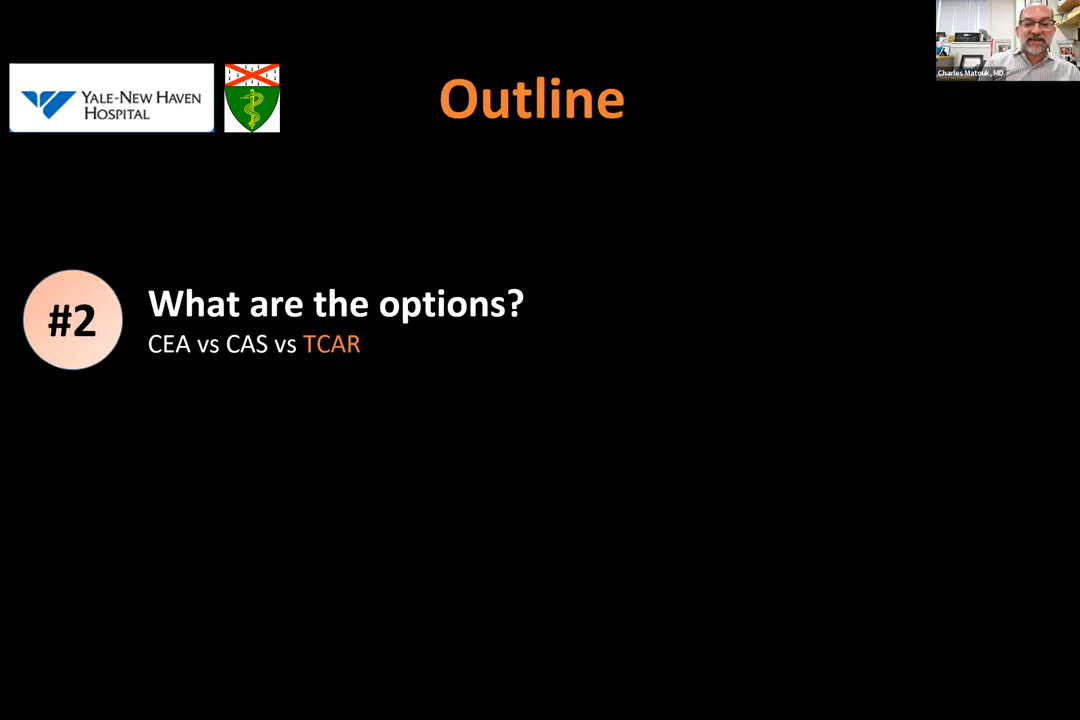 Charles Matouk, MD
YALE-NEW HAVEN
HOSPITAL
Outline
#2
What are the options?
CEA vs CAS vs TCAR